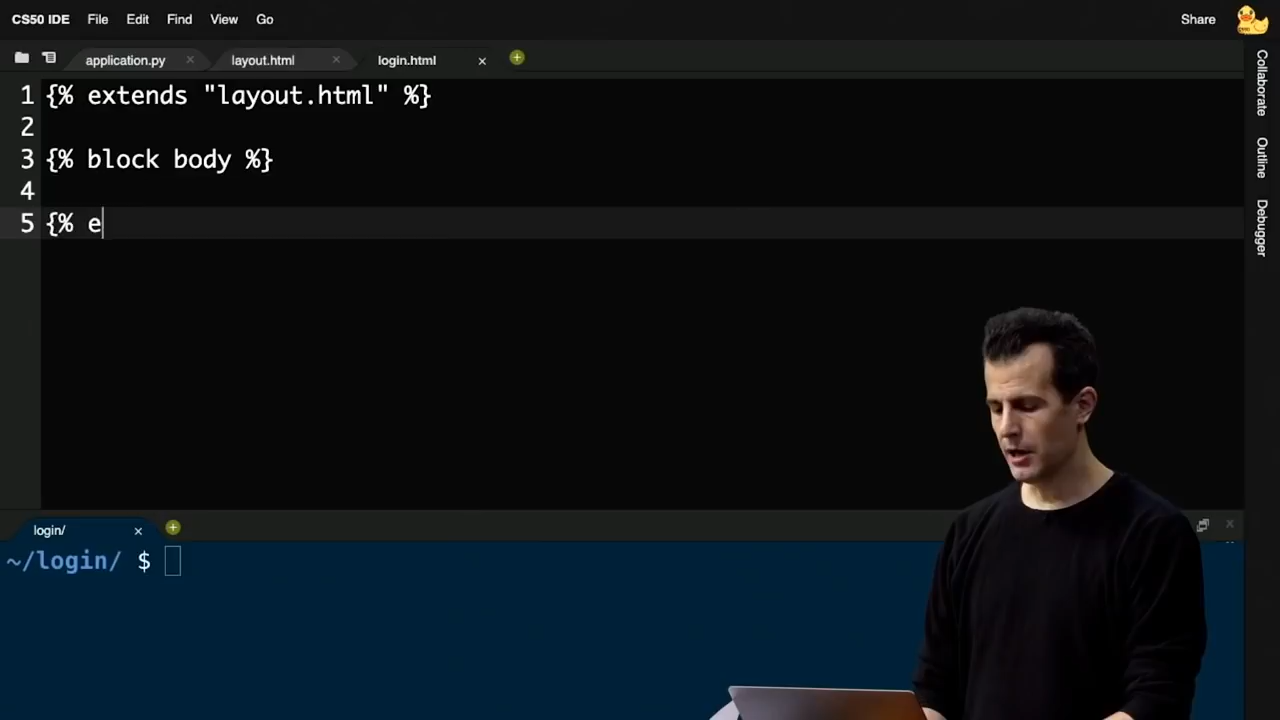 CS50 IDE File Edit Find View Go Share
application.py layout.html login.html
1 {% extends "layout.html" %}
2
3 {% block body %}
4
5 {% e
login/
~/login/ $
Collaborate
Outline
Debugger